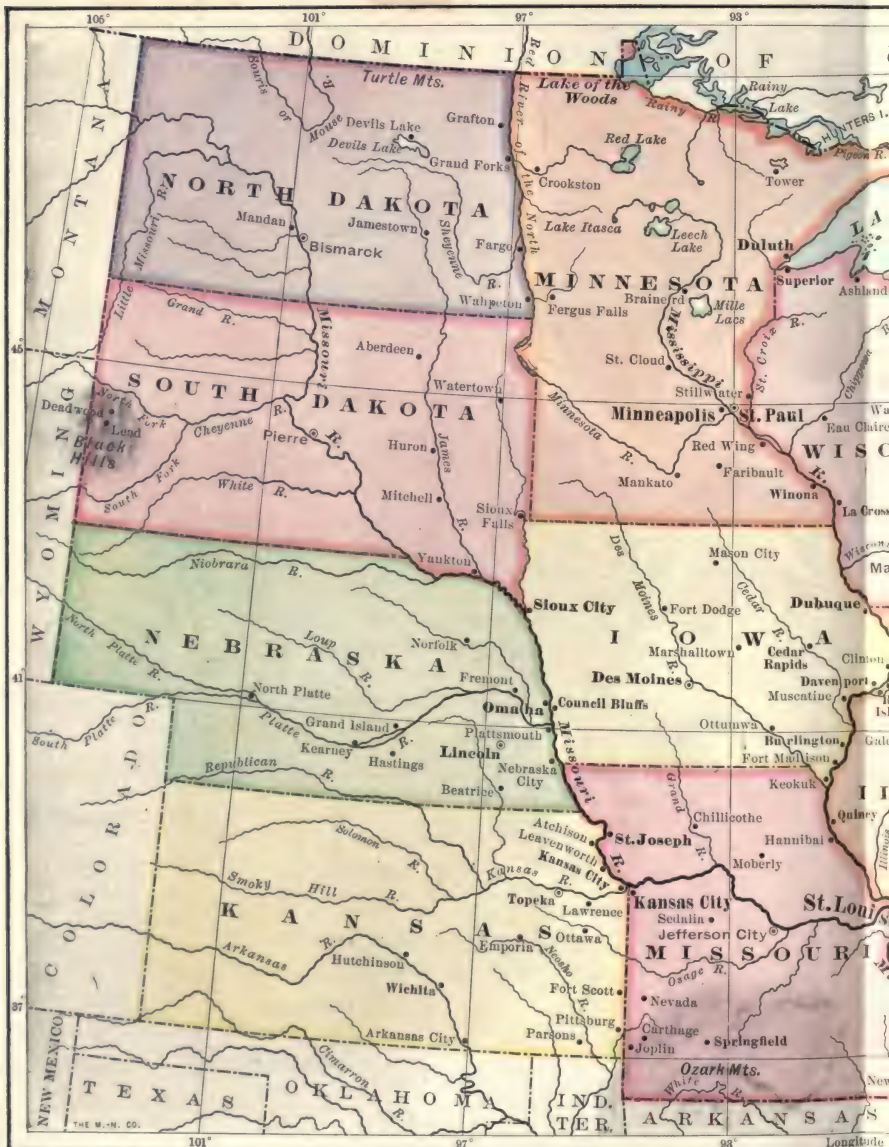 105° 101° 97° 93°
DOMINION OF
Souris or
Mouse R.
Turtle Mts.
Red River of the North
Lake of the Woods
Rainy R.
Rainy Lake
HUNTERS I.
Pigeon R.
MONTANA
Devils Lake
Devils Lake
Grafton
Grand Forks
Red Lake
Crookston
Tower
NORTH DAKOTA
Little Missouri R.
Mandan
Bismarck
Jamestown
Sheyenne R.
Fargo
Wahpeton
Lake Itasca
Leech Lake
Duluth
Superior
Ashland
LA
MINNESOTA
Fergus Falls
Brainerd
Mille Lacs
Mississippi
St. Croix R.
Chippewa R.
45°
Grand R.
Missouri R.
Aberdeen
Watertown
St. Cloud
Stillwater
SOUTH DAKOTA
North Fork
Deadwood
Lead
Black Hills
Cheyenne R.
Pierre
Huron
James R.
Minnesota R.
Minneapolis
St. Paul
Eau Claire
Red Wing
Faribault
Mankato
WISC
Winona
R.
South Fork
White R.
Mitchell
Sioux Falls
La Cross
Wiscons
Ma
WYOMING
Yankton
Niobrara R.
Des Moines R.
Mason City
Cedar R.
Sioux City
Fort Dodge
Dubuque
NEBRASKA
Loup R.
Norfolk
IOWA
Marshalltown
Cedar Rapids
Clinton
41°
North Platte R.
North Platte
Fremont
Des Moines
Davenport
Muscatine
Isl
Omaha
Council Bluffs
South Platte R.
Platte R.
Grand Island
Kearney
Hastings
Plattsmouth
Lincoln
Nebraska City
Missouri R.
Ottumwa
Burlington
Gale
Fort Madison
Keokuk
Republican R.
Beatrice
Grand R.
Chillicothe
Quincy
IL
Illinois
COLORADO
Solomon R.
Atchison
Leavenworth
Kansas City
St. Joseph
Hannibal
Moberly
Smoky Hill R.
Kansas R.
Topeka
Lawrence
Kansas City
Sedalia
St. Louis
Jefferson City
KANSAS
Arkansas R.
Hutchinson
Emporia
Ottawa
Neosho R.
MISSOURI
Osage R.
Wichita
Fort Scott
Nevada
37°
Arkansas City
Pittsburg
Parsons
Carthage
Joplin
Springfield
Ozark Mts.
NEW MEXICO
TEXAS
OKLAHOMA
Cimarron R.
IND. TER.
White R.
New
ARKANSAS
THE M.-N. CO.
101° 97° 93°
Longitude